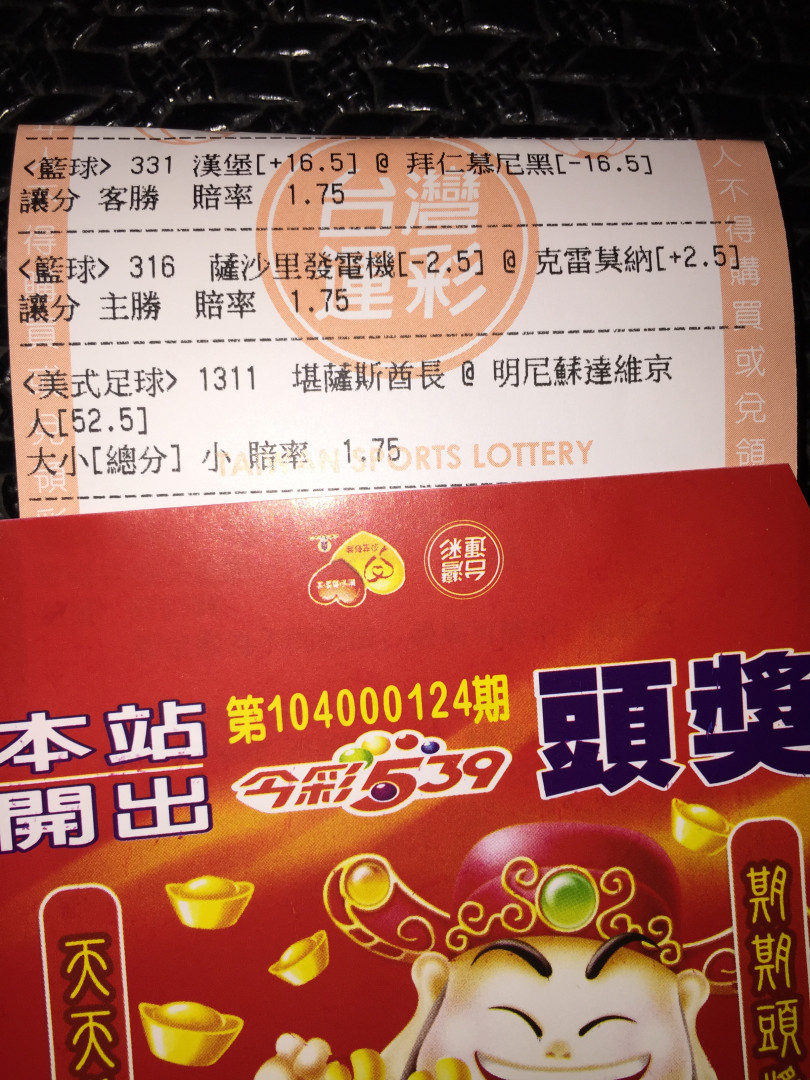 <籃球> 331 漢堡[+16.5] @ 拜仁慕尼黑[-16.5]
讓分 客勝 賠率 1.75
<籃球> 316 薩沙里發電機[-2.5] @ 克雷莫納[+2.5]
讓分 主勝 賠率 1.75
<美式足球> 1311 堪薩斯酋長 @ 明尼蘇達維京
人[52.5]
大小[總分] 小 賠率 1.75
台灣
運彩
TAIWAN SPORTS LOTTERY
人不得購買或兌領
台灣
運彩
本站
開出
第104000124期
今彩539
頭獎
天天
期期頭獎